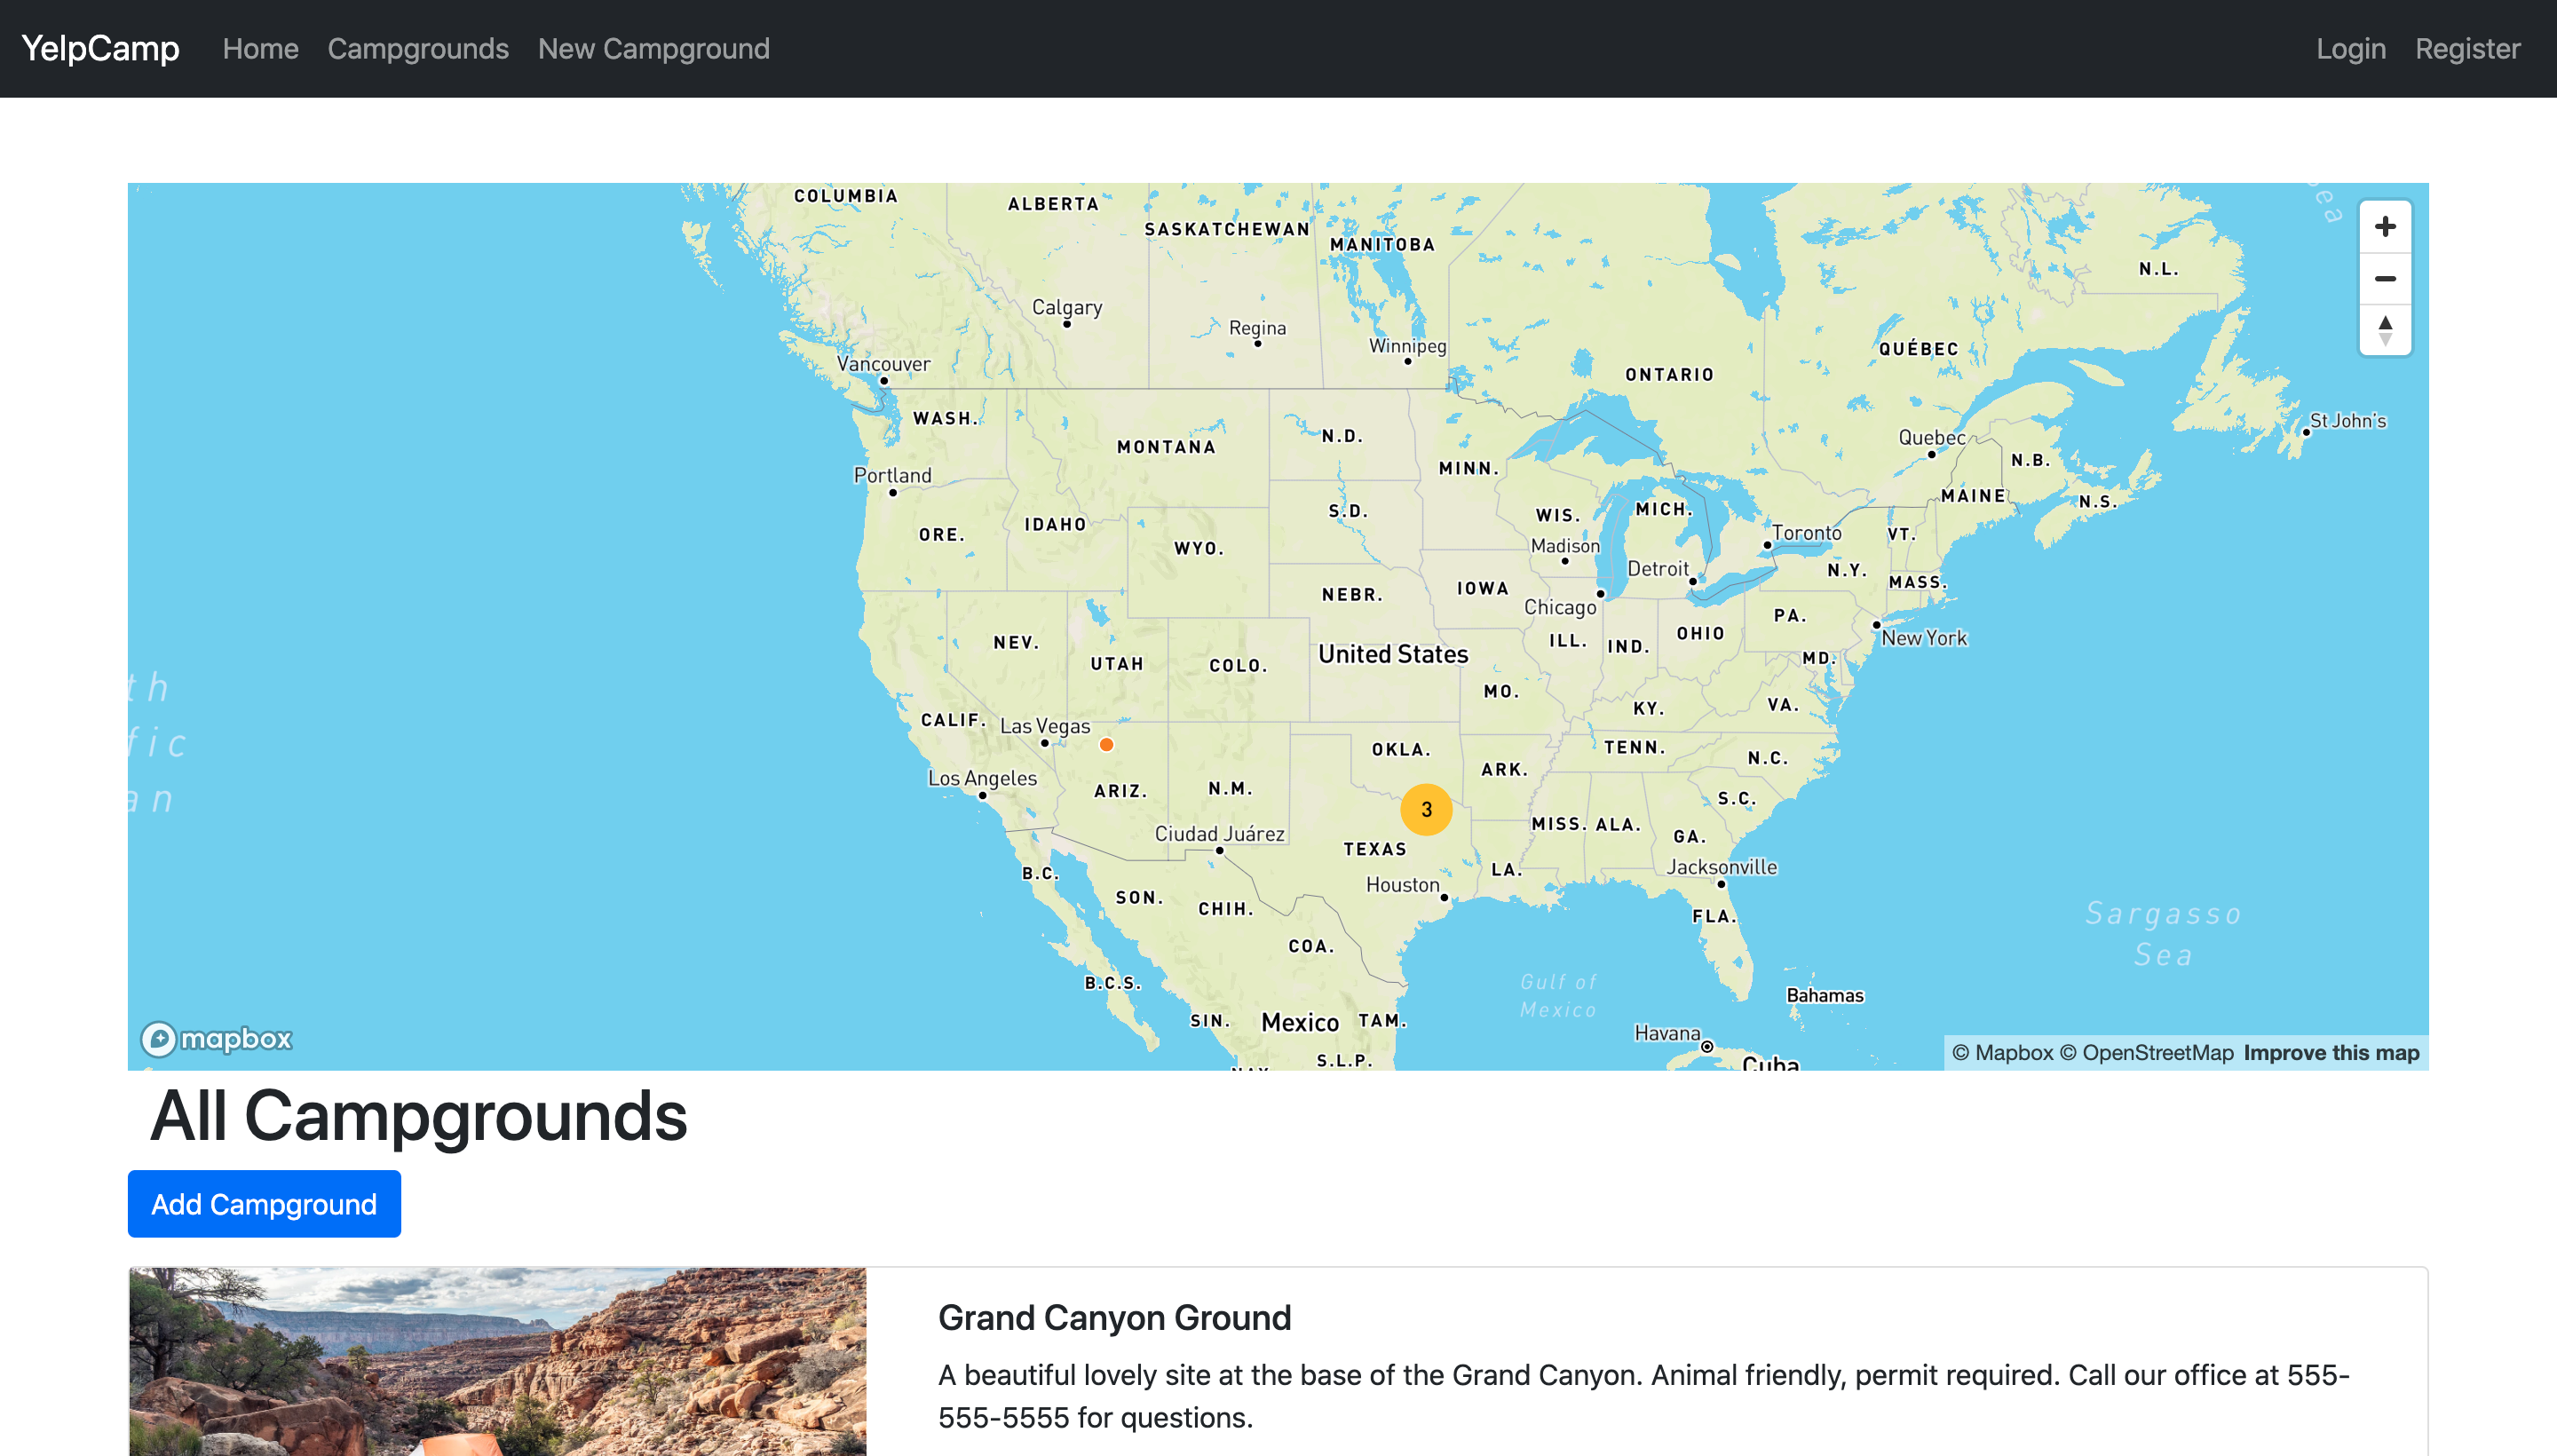 YelpCamp Home Campgrounds New Campground Login Register
COLUMBIA
ALBERTA
SASKATCHEWAN
MANITOBA
N.L.
Calgary
Regina
Winnipeg
QUÉBEC
Vancouver
ONTARIO
WASH.
MONTANA
N.D.
MINN.
St John's
Quebec
N.B.
Portland
MAINE
N.S.
ORE.
IDAHO
WYO.
S.D.
WIS.
MICH.
Toronto
VT.
Madison
Detroit
N.Y.
MASS.
NEBR.
IOWA
Chicago
PA.
NEV.
UTAH
COLO.
United States
ILL.
IND.
OHIO
New York
MD.
MO.
KY.
VA.
CALIF.
Las Vegas
OKLA.
TENN.
N.C.
Los Angeles
ARIZ.
N.M.
ARK.
S.C.
3
Ciudad Juárez
TEXAS
MISS.
ALA.
GA.
B.C.
Houston
LA.
Jacksonville
SON.
CHIH.
FLA.
Sargasso
Sea
COA.
B.C.S.
Gulf of
Mexico
Bahamas
SIN.
Mexico
TAM.
Havana
mapbox
S.L.P.
Cuba
© Mapbox © OpenStreetMap Improve this map
All Campgrounds
Add Campground
Grand Canyon Ground
A beautiful lovely site at the base of the Grand Canyon. Animal friendly, permit required. Call our office at 555-
555-5555 for questions.